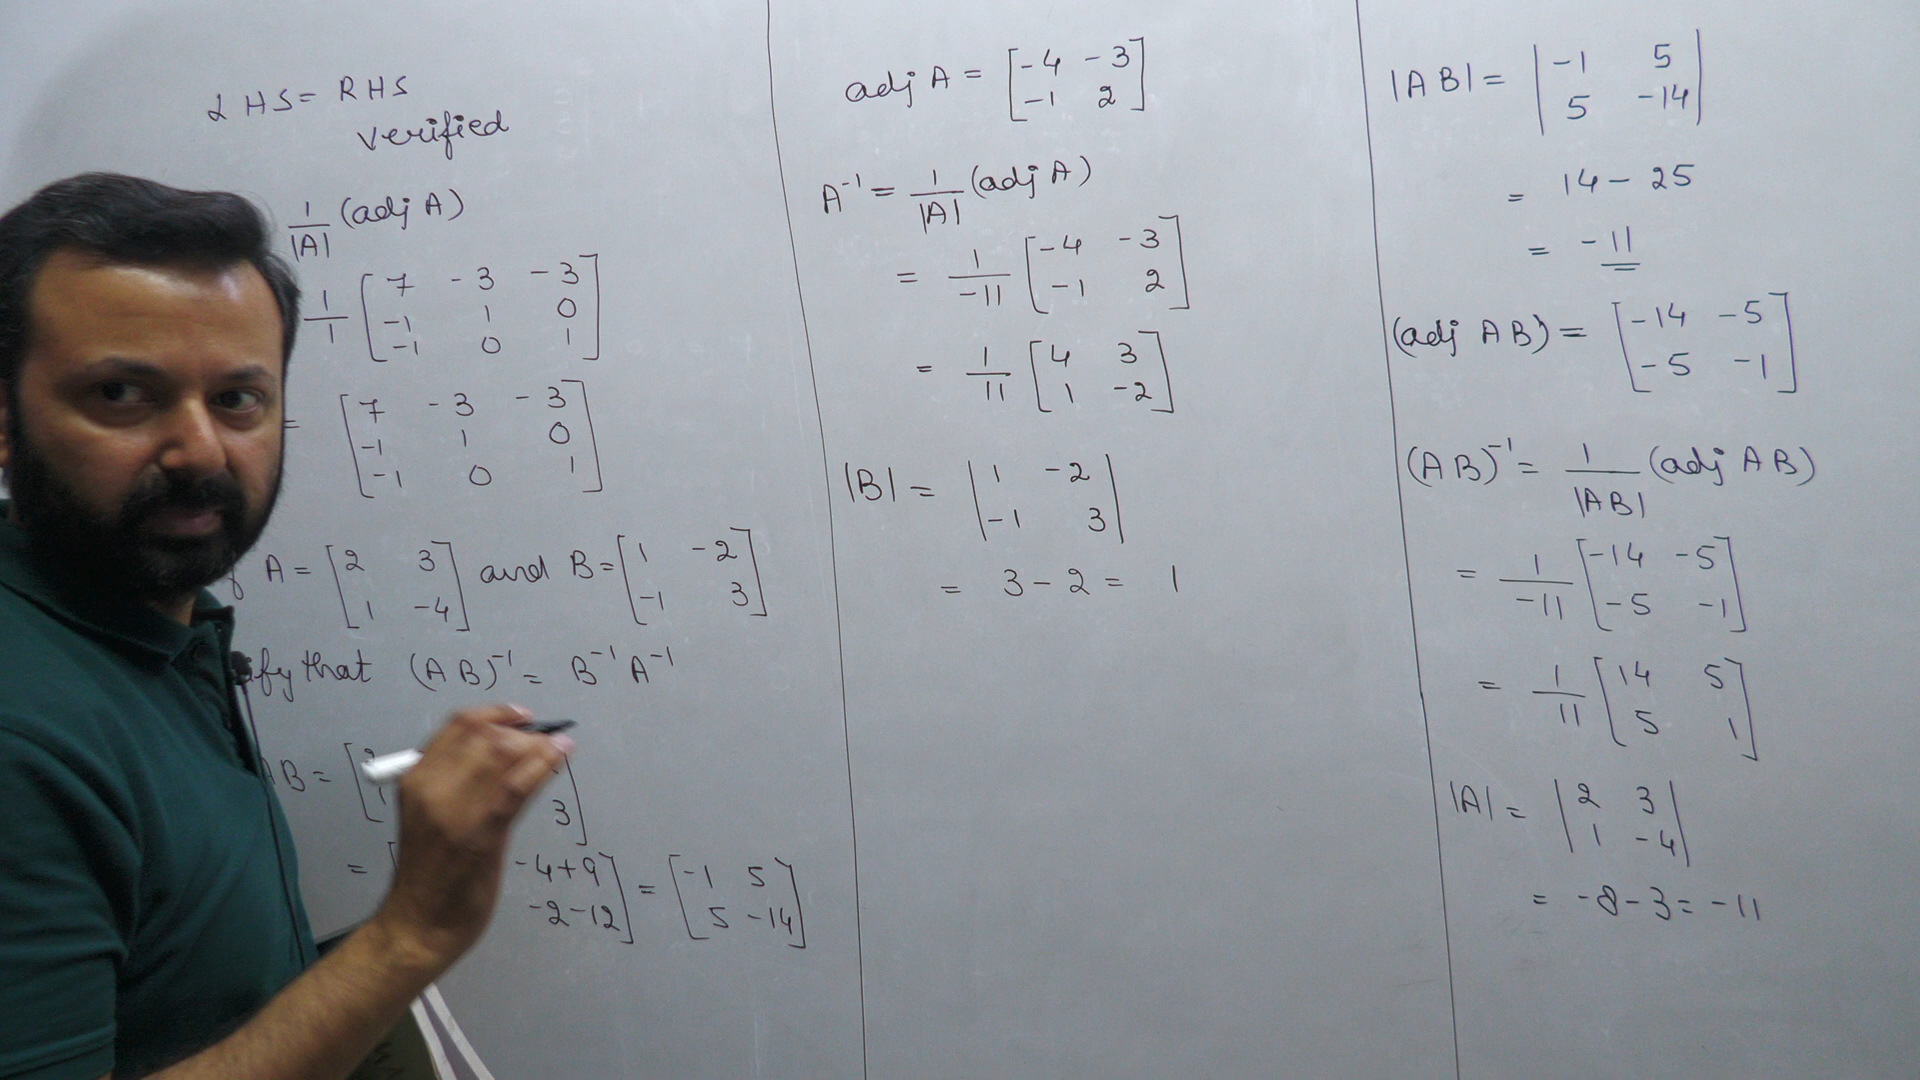 LHS = RHS
Verified
1/|A| (adj A)
1/1 [7 -3 -3
-1 1 0
-1 0 1]
= [7 -3 -3
-1 1 0
-1 0 1]
A = [2 3 and B = [1 -2
1 -4] -1 3]
ify that (AB)⁻¹ = B⁻¹ A⁻¹
AB = [2
1 3]
= [ -4+9 = [-1 5
-2-12] 5 -14]
adj A = [-4 -3
-1 2]
A⁻¹ = 1/|A| (adj A)
= 1/-11 [-4 -3
-1 2]
= 1/11 [4 3
1 -2]
|B| = |1 -2
-1 3|
= 3 - 2 = 1
|AB| = |-1 5
5 -14|
= 14 - 25
= -11
(adj AB) = [-14 -5
-5 -1]
(AB)⁻¹ = 1/|AB| (adj AB)
= 1/-11 [-14 -5
-5 -1]
= 1/11 [14 5
5 1]
|A| = |2 3
1 -4|
= -8 - 3 = -11